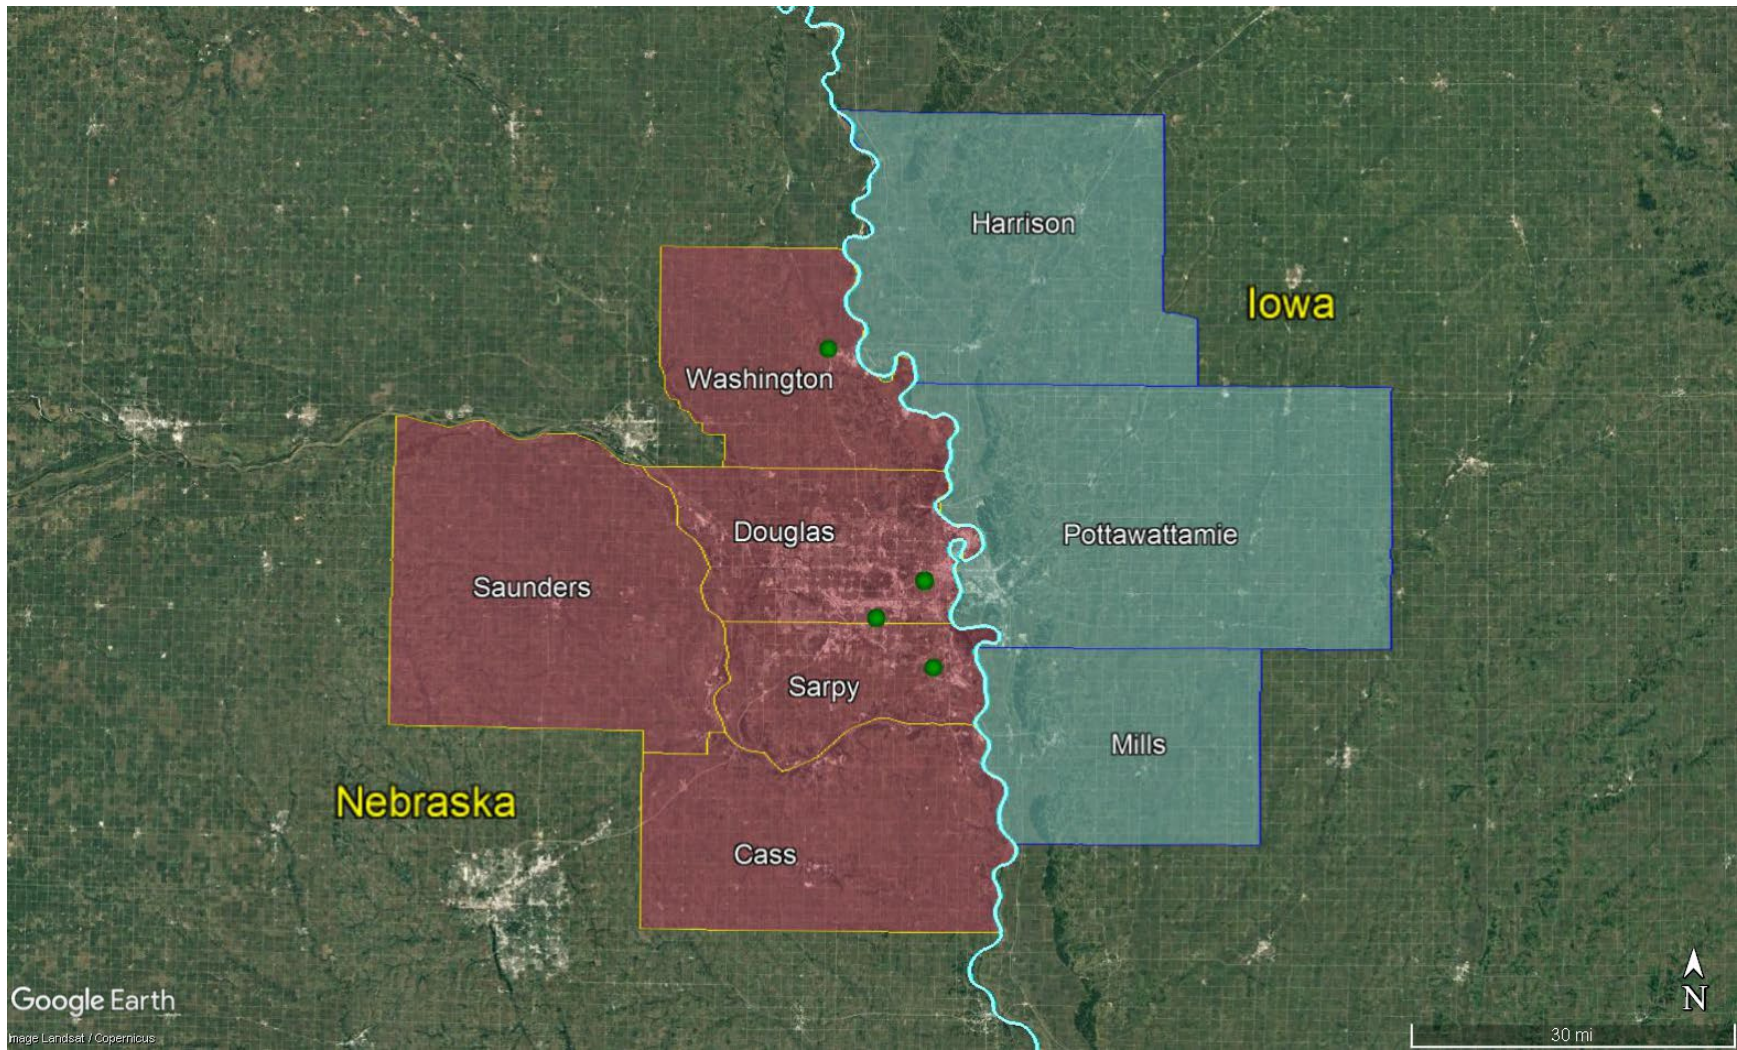 Harrison
Iowa
Washington
Douglas
Pottawattamie
Saunders
Sarpy
Mills
Nebraska
Cass
Google Earth
N
Image Landsat / Copernicus
30 mi